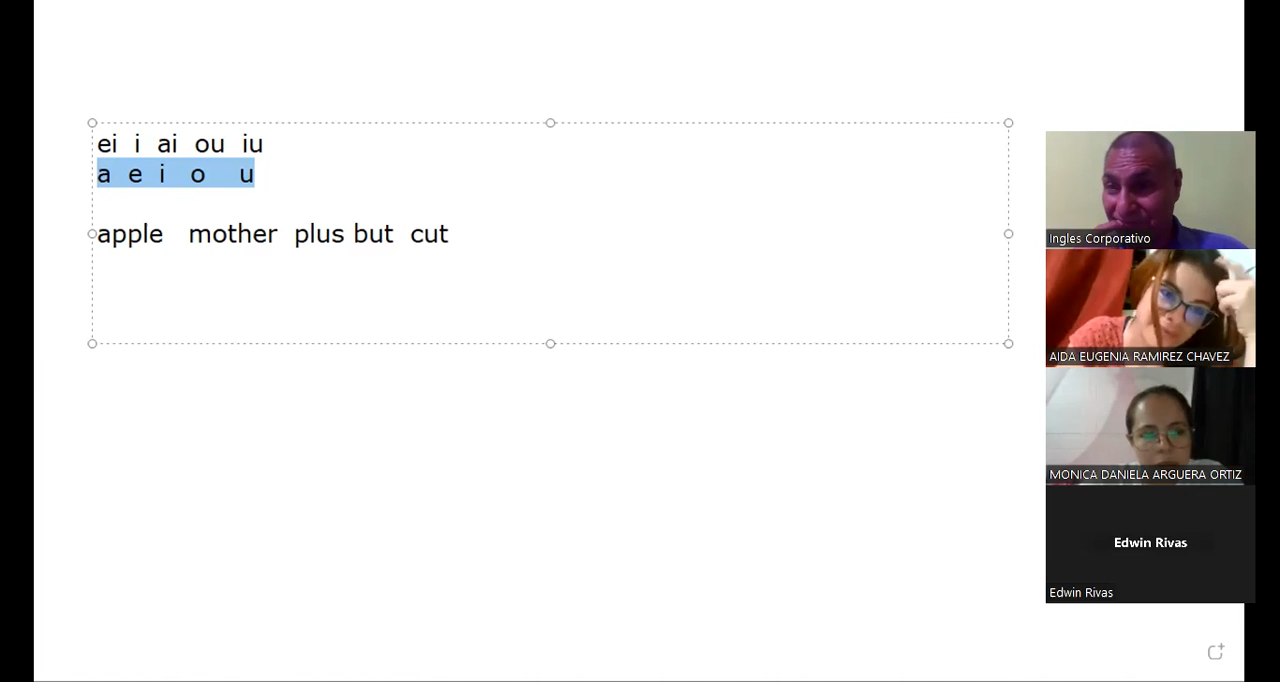 ei i ai ou iu
a e i o u
apple mother plus but cut
Ingles Corporativo
AIDA EUGENIA RAMIREZ CHAVEZ
MONICA DANIELA ARGUERA ORTIZ
Edwin Rivas
Edwin Rivas